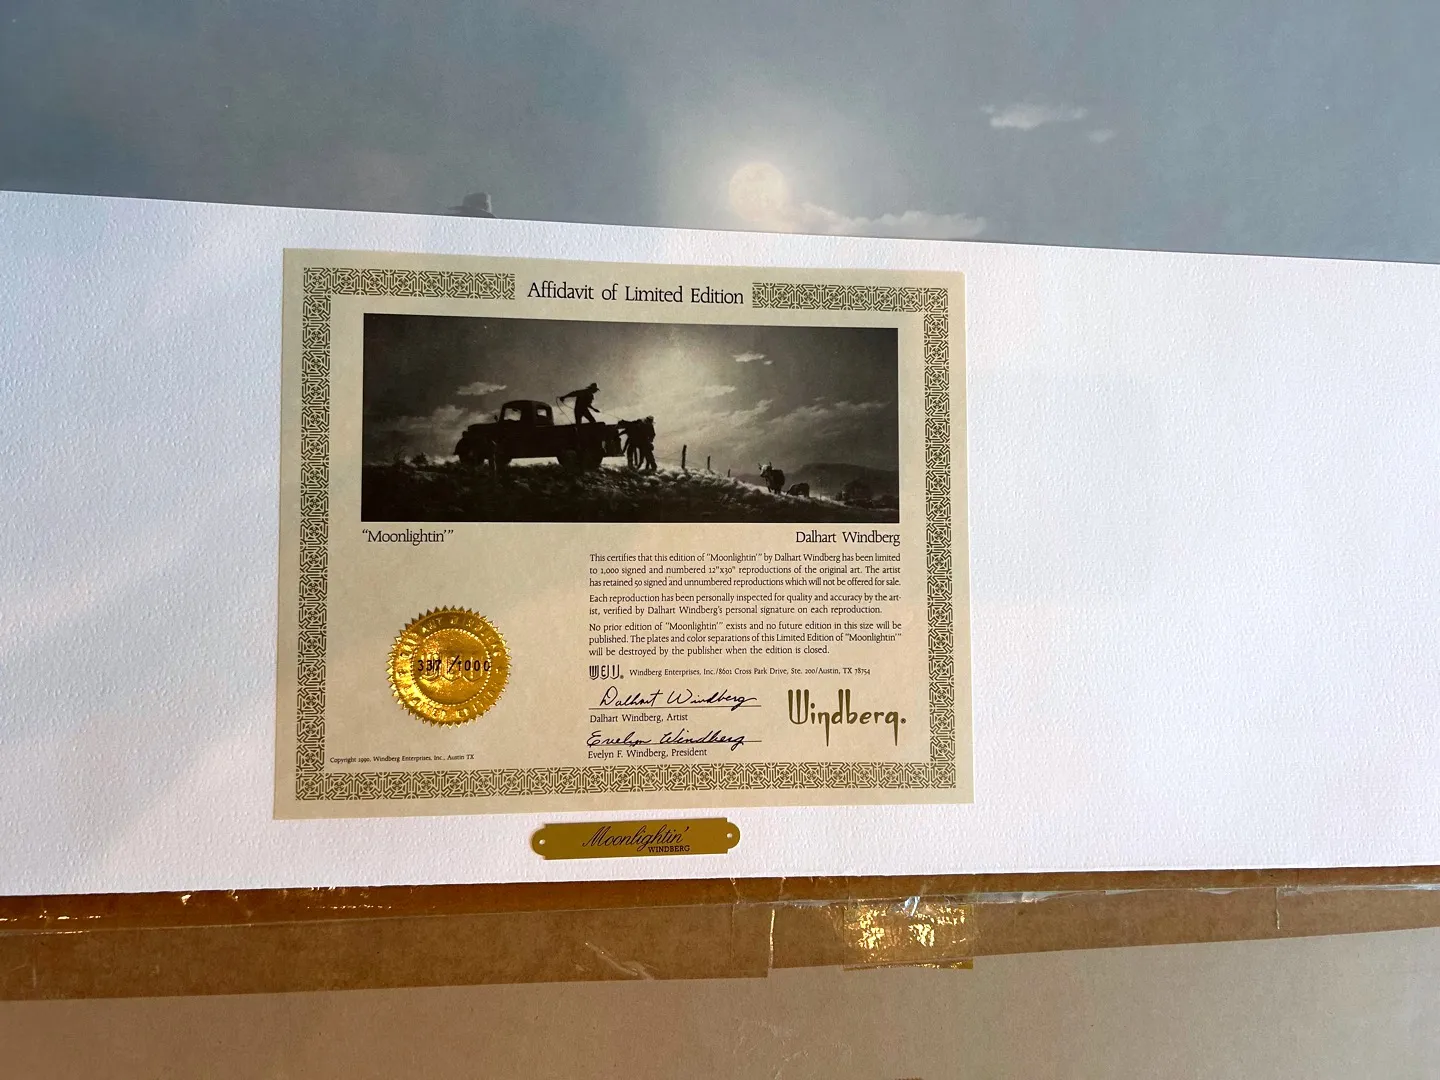 Affidavit of Limited Edition
“Moonlightin’”
Dalhart Windberg
This certifies that this edition of "Moonlightin'" by Dalhart Windberg has been limited
to 1,000 signed and numbered 12"x30" reproductions of the original art. The artist
has retained 50 signed and unnumbered reproductions which will not be offered for sale.
Each reproduction has been personally inspected for quality and accuracy by the art-
ist, verified by Dalhart Windberg's personal signature on each reproduction.
No prior edition of "Moonlightin'" exists and no future edition in this size will be
published. The plates and color separations of this Limited Edition of "Moonlightin'"
will be destroyed by the publisher when the edition is closed.
WEI. Windberg Enterprises, Inc./8601 Cross Park Drive, Ste. 200/Austin, TX 78754
337/1000
Dalhart Windberg
Dalhart Windberg, Artist
Windberg.
Evelyn Windberg
Evelyn F. Windberg, President
Copyright 1990, Windberg Enterprises, Inc., Austin TX
Moonlightin'
WINDBERG